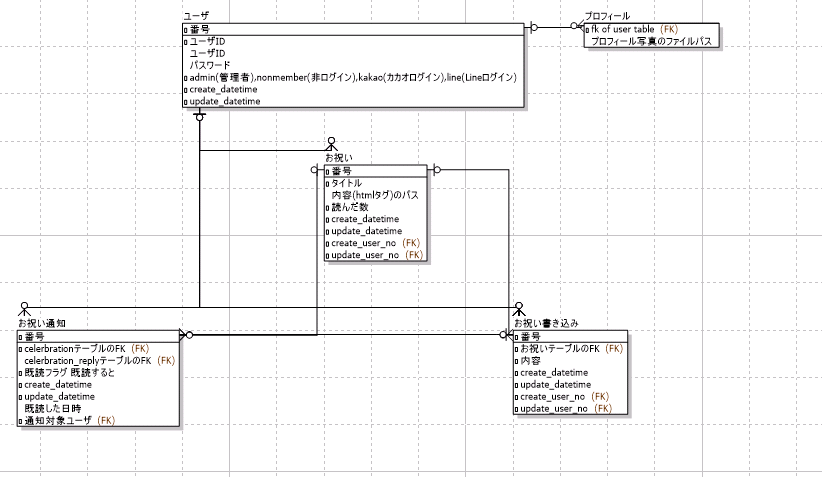 ユーザ
番号
ユーザID
ユーザID
パスワード
admin(管理者),nonmember(非ログイン),kakao(カカオログイン),line(Lineログイン)
create_datetime
update_datetime
プロフィール
fk of user table (FK)
プロフィール写真のファイルパス
お祝い
番号
タイトル
内容(htmlタグ)のパス
読んだ数
create_datetime
update_datetime
create_user_no (FK)
update_user_no (FK)
お祝い通知
番号
celerbrationテーブルのFK (FK)
celerbration_replyテーブルのFK (FK)
既読フラグ 既読すると
create_datetime
update_datetime
既読した日時
通知対象ユーザ (FK)
お祝い書き込み
番号
お祝いテーブルのFK (FK)
内容
create_datetime
update_datetime
create_user_no (FK)
update_user_no (FK)